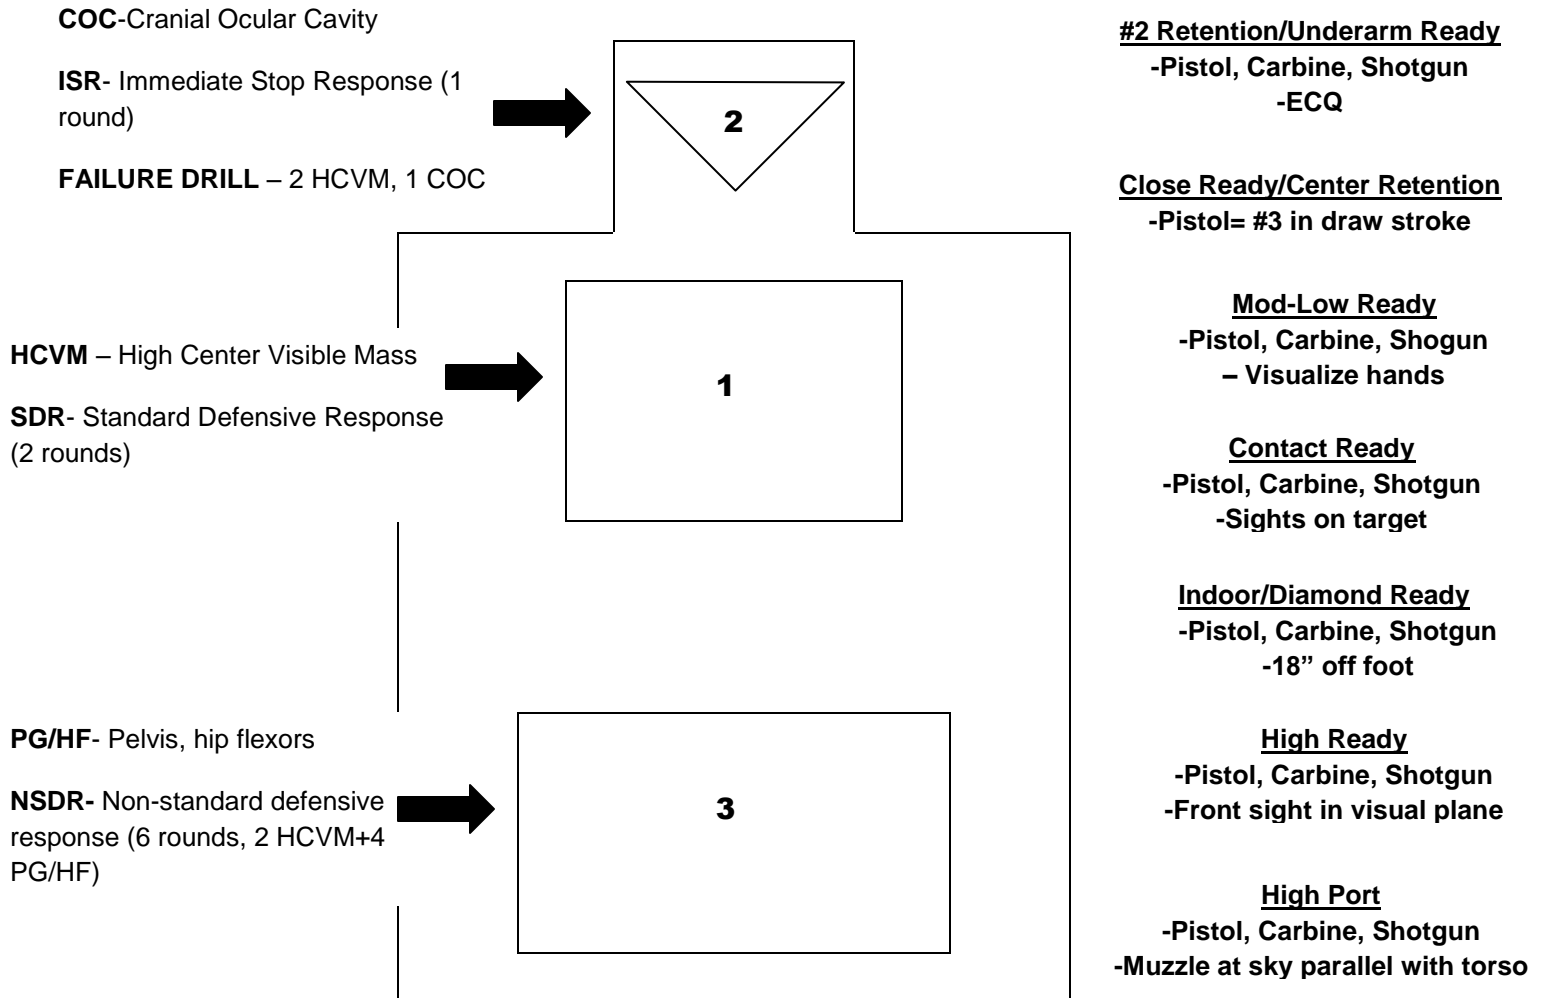 COC-Cranial Ocular Cavity
ISR- Immediate Stop Response (1
round)
FAILURE DRILL – 2 HCVM, 1 COC
2
HCVM – High Center Visible Mass
SDR- Standard Defensive Response
(2 rounds)
1
PG/HF- Pelvis, hip flexors
NSDR- Non-standard defensive
response (6 rounds, 2 HCVM+4
PG/HF)
3
#2 Retention/Underarm Ready
-Pistol, Carbine, Shotgun
-ECQ
Close Ready/Center Retention
-Pistol= #3 in draw stroke
Mod-Low Ready
-Pistol, Carbine, Shogun
– Visualize hands
Contact Ready
-Pistol, Carbine, Shotgun
-Sights on target
Indoor/Diamond Ready
-Pistol, Carbine, Shotgun
-18” off foot
High Ready
-Pistol, Carbine, Shotgun
-Front sight in visual plane
High Port
-Pistol, Carbine, Shotgun
-Muzzle at sky parallel with torso